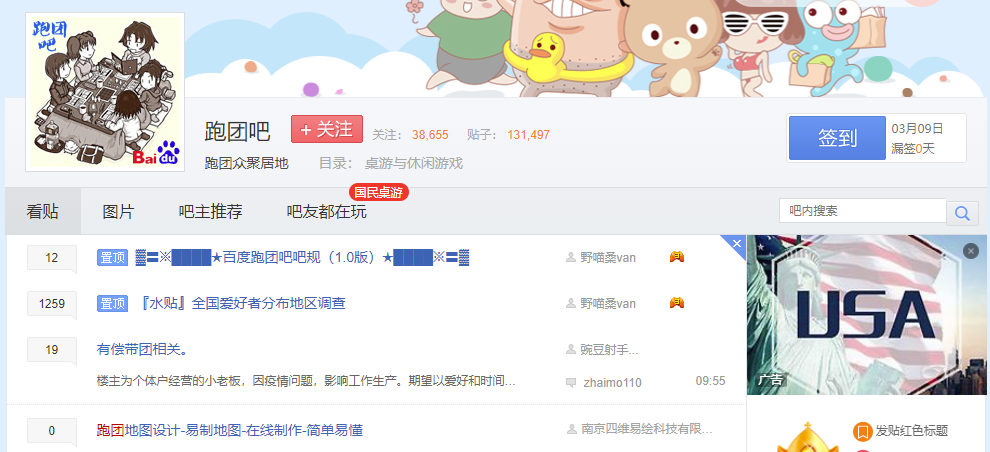 跑团
吧
Bai du
跑团吧
+ 关注
关注： 38,655
贴子： 131,497
跑团众聚居地
目录： 桌游与休闲游戏
签到
03月09日
漏签0天
国民桌游
看贴
图片
吧主推荐
吧友都在玩
吧内搜索
12
置顶
▓〓※████★百度跑团吧吧规（1.0版）★████※〓▓
野喵桑van
1259
置顶
『水贴』全国爱好者分布地区调查
野喵桑van
19
有偿带团相关。
豌豆射手...
楼主为个体户经营的小老板，因疫情问题，影响工作生产。期望以爱好和时间...
zhaimo110
09:55
USA
广告
0
跑团地图设计-易制地图-在线制作-简单易懂
南京四维易绘科技有限...
发贴红色标题